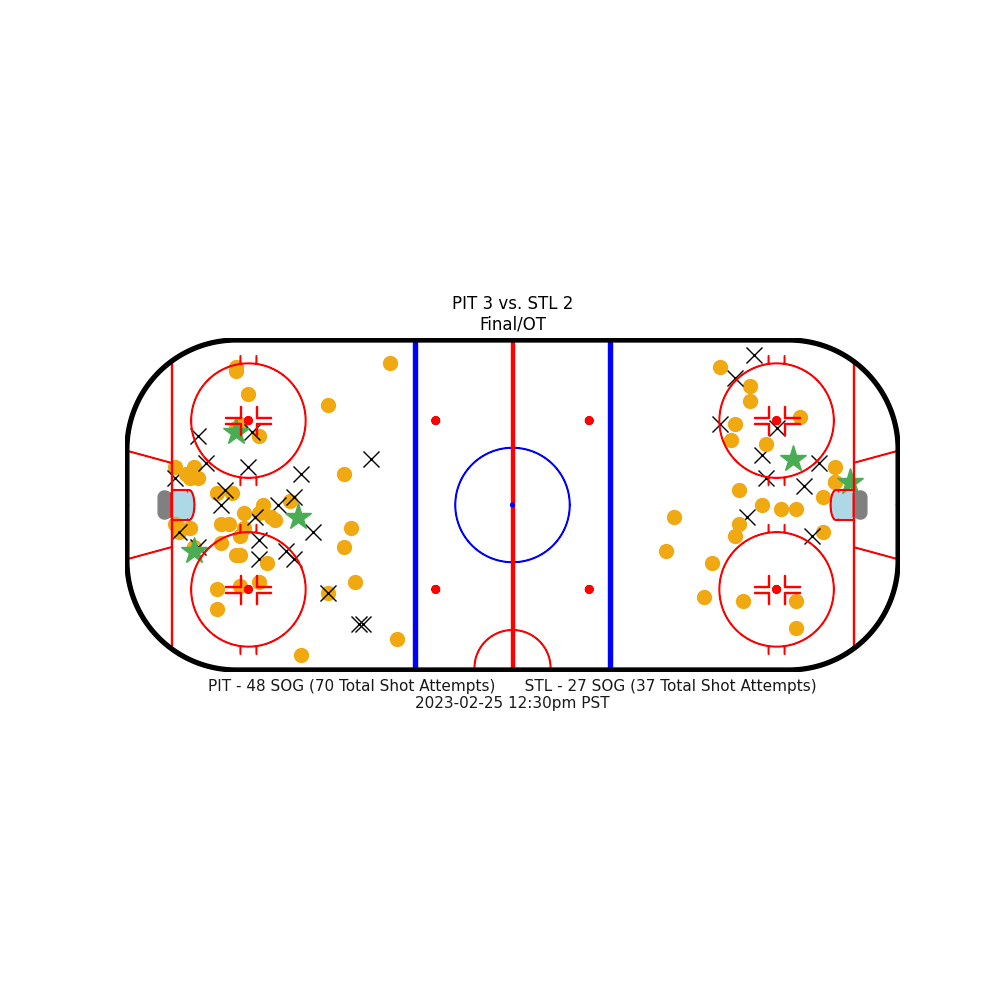 PIT 3 vs. STL 2
Final/OT
PIT - 48 SOG (70 Total Shot Attempts) STL - 27 SOG (37 Total Shot Attempts)
2023-02-25 12:30pm PST